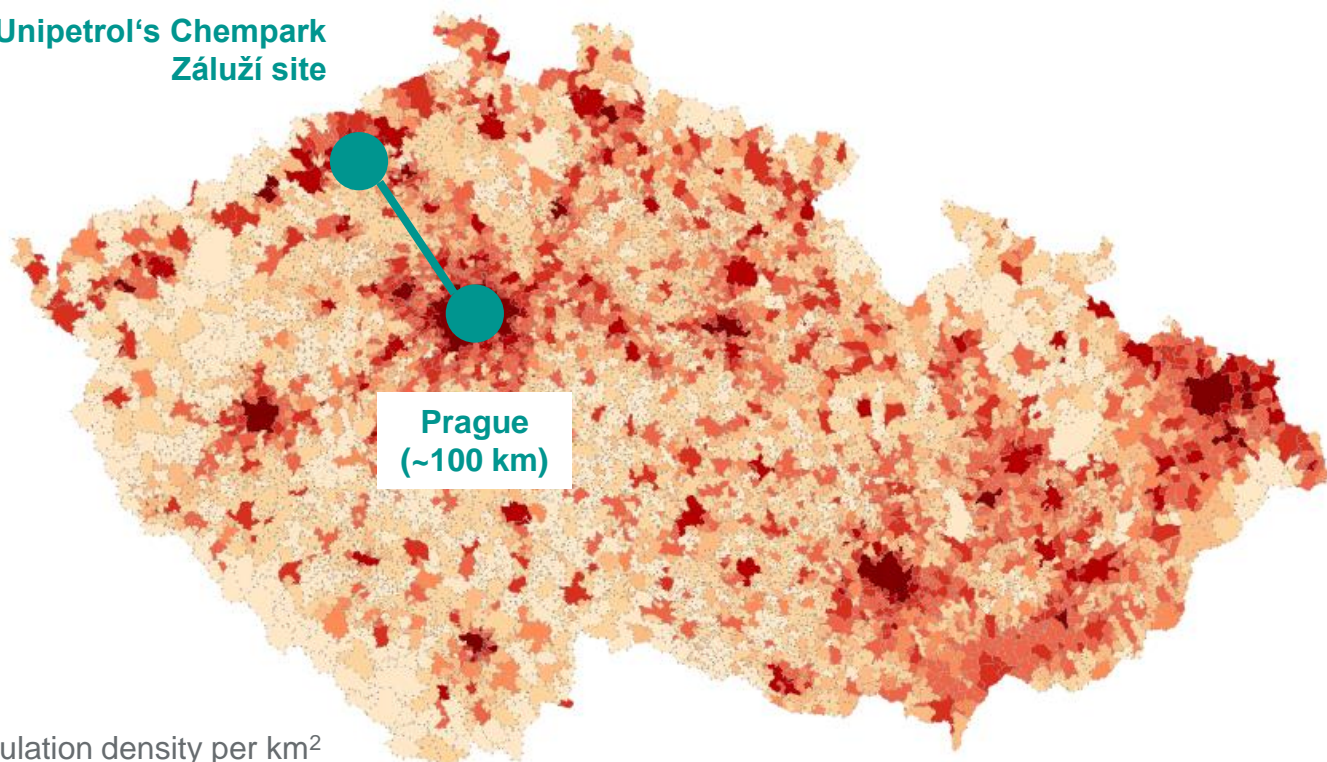 Unipetrol‘s Chempark
Záluží site
Prague
(~100 km)
ulation density per km²